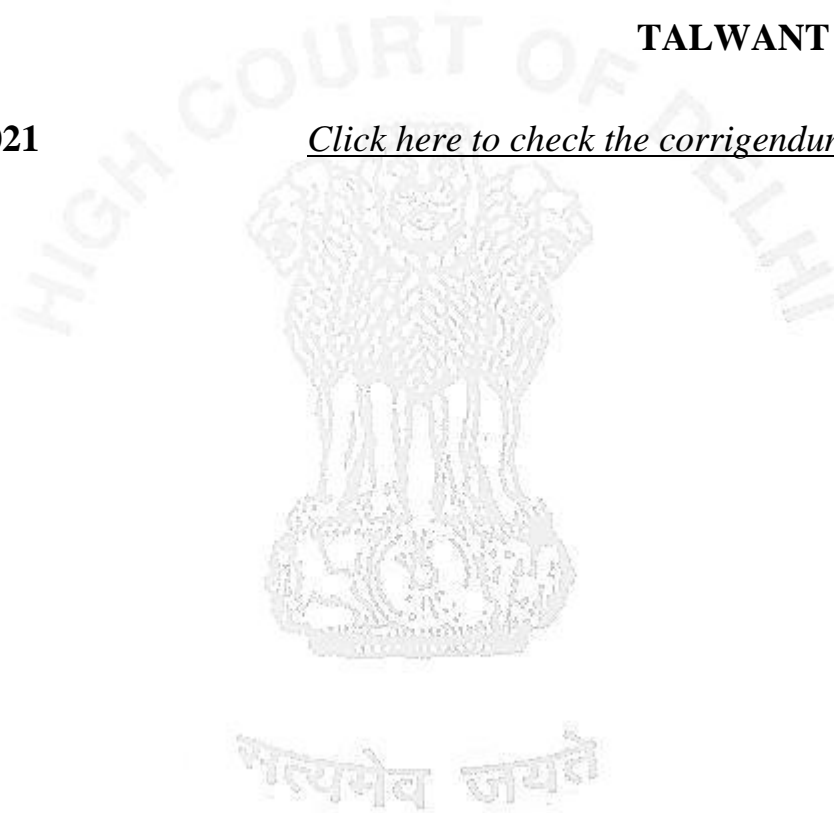 TALWANT
021 Click here to check the corrigendum
HIGH COURT OF DELHI
सत्यमेव जयते